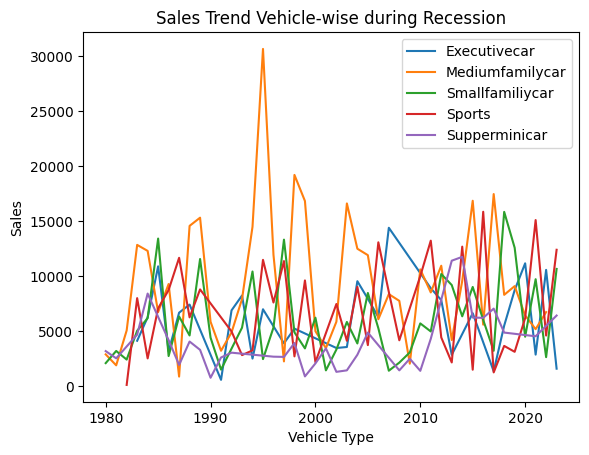 Sales Trend Vehicle-wise during Recession
Executivecar
Mediumfamilycar
Smallfamiliycar
Sports
Supperminicar
30000
25000
20000
15000
10000
5000
0
Sales
1980
1990
2000
2010
2020
Vehicle Type